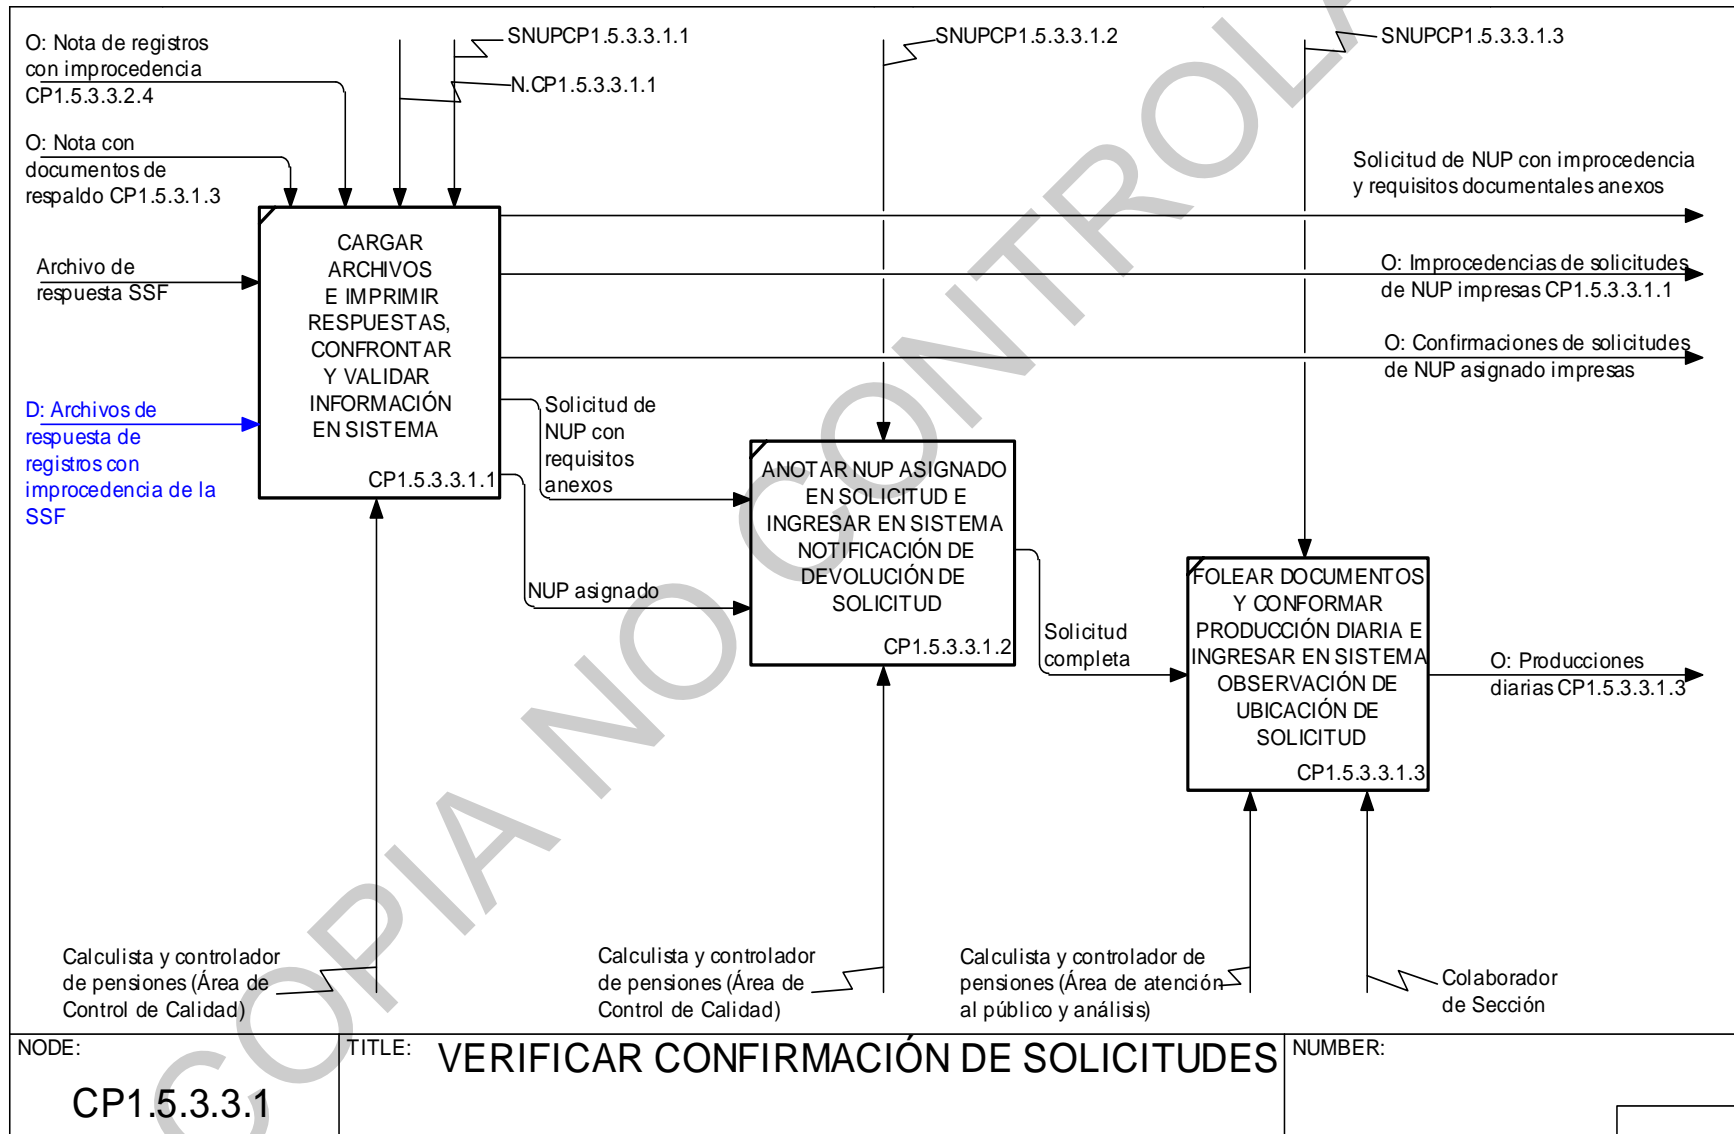 O: Nota de registros
con improcedencia
CP1.5.3.3.2.4
O: Nota con
documentos de
respaldo CP1.5.3.1.3
Archivo de
respuesta SSF
D: Archivos de
respuesta de
registros con
improcedencia de la
SSF
SNUPCP1.5.3.3.1.1
N.CP1.5.3.3.1.1
SNUPCP1.5.3.3.1.2
SNUPCP1.5.3.3.1.3
CARGAR
ARCHIVOS
E IMPRIMIR
RESPUESTAS,
CONFRONTAR
Y VALIDAR
INFORMACIÓN
EN SISTEMA
CP1.5.3.3.1.1
Solicitud de NUP con improcedencia
y requisitos documentales anexos
O: Improcedencias de solicitudes
de NUP impresas CP1.5.3.3.1.1
O: Confirmaciones de solicitudes
de NUP asignado impresas
Solicitud de
NUP con
requisitos
anexos
NUP asignado
ANOTAR NUP ASIGNADO
EN SOLICITUD E
INGRESAR EN SISTEMA
NOTIFICACIÓN DE
DEVOLUCIÓN DE
SOLICITUD
CP1.5.3.3.1.2
Solicitud
completa
FOLEAR DOCUMENTOS
Y CONFORMAR
PRODUCCIÓN DIARIA E
INGRESAR EN SISTEMA
OBSERVACIÓN DE
UBICACIÓN DE
SOLICITUD
CP1.5.3.3.1.3
O: Producciones
diarias CP1.5.3.3.1.3
Calculista y controlador
de pensiones (Área de
Control de Calidad)
Calculista y controlador
de pensiones (Área de
Control de Calidad)
Calculista y controlador de
pensiones (Área de atención
al público y análisis)
Colaborador
de Sección
COPIA NO CONTROLA
NODE:
CP1.5.3.3.1
TITLE:
VERIFICAR CONFIRMACIÓN DE SOLICITUDES
NUMBER: